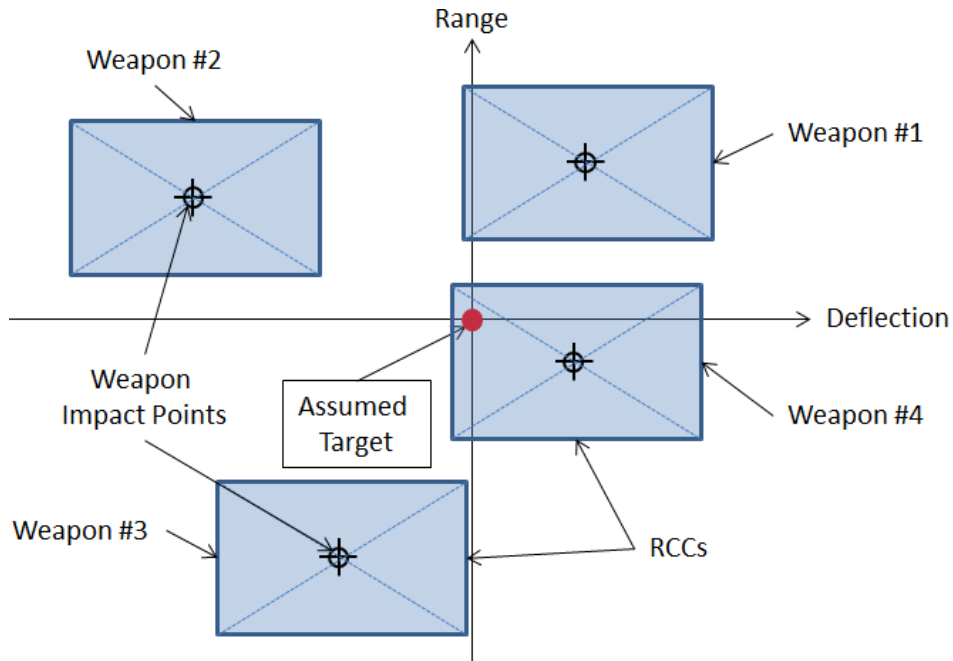 Range
Weapon #2
Weapon #1
Deflection
Weapon
Impact Points
Assumed
Target
Weapon #4
Weapon #3
RCCs